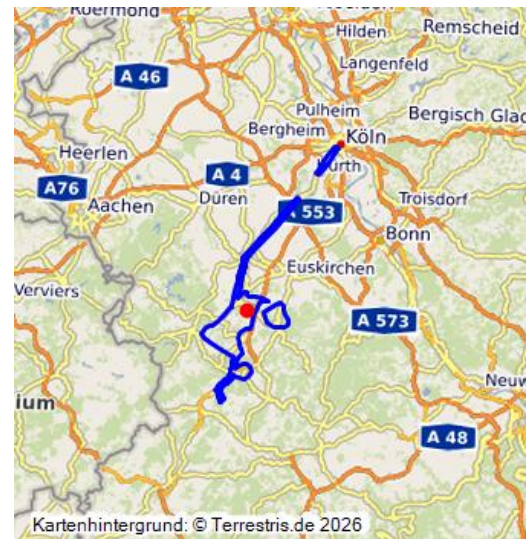 Roermond
Hilden
Remscheid
Langenfeld
A 46
Pulheim
Bergheim
Köln
Bergisch Glad
Heerlen
A 4
Hürth
A76
Düren
A 553
Troisdorf
Aachen
Bonn
Euskirchen
Verviers
A 573
Neuw
ium
A 48
Kartenhintergrund: © Terrestris.de 2026